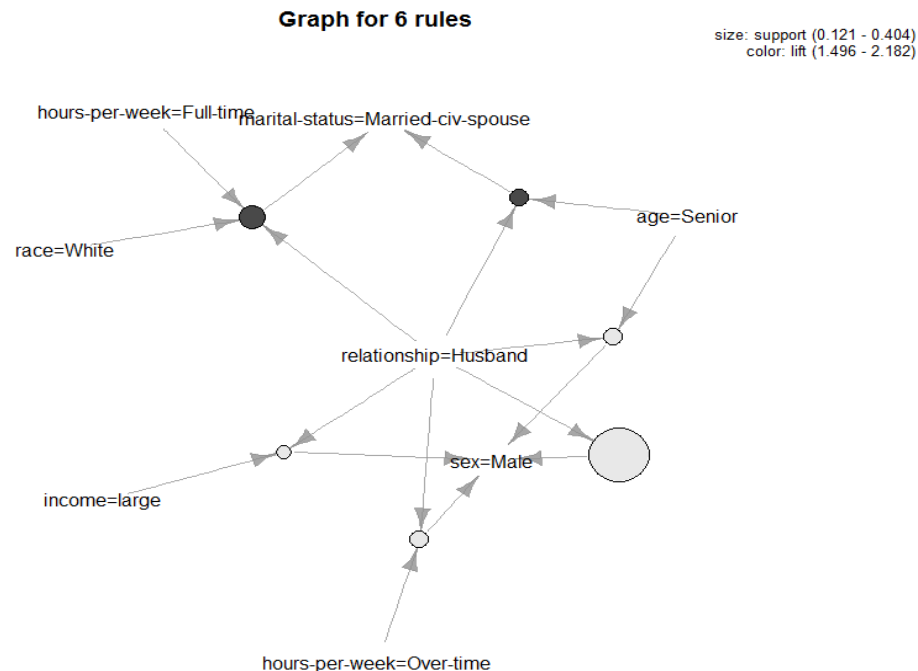 Graph for 6 rules
size: support (0.121 - 0.404)
color: lift (1.496 - 2.182)
hours-per-week=Full-time
marital-status=Married-civ-spouse
race=White
age=Senior
relationship=Husband
sex=Male
income=large
hours-per-week=Over-time